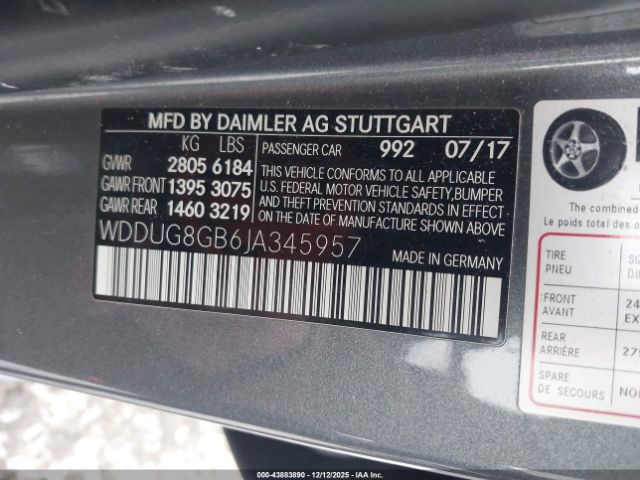 MFD BY DAIMLER AG STUTTGART
KG LBS
GVWR 2805 6184
GAWR FRONT 1395 3075
GAWR REAR 1460 3219
PASSENGER CAR 992 07/17
THIS VEHICLE CONFORMS TO ALL APPLICABLE
U.S. FEDERAL MOTOR VEHICLE SAFETY,BUMPER
AND THEFT PREVENTION STANDARDS IN EFFECT
ON THE DATE OF MANUFACTURE SHOWN ABOVE
WDDUG8GB6JA345957
MADE IN GERMANY
The combined
Le poids total des
TIRE
PNEU
FRONT
AVANT
24
EX
REAR
ARRIÈRE
SPARE
DE SECOURS
000-43883890 - 12/12/2025 - IAA Inc.